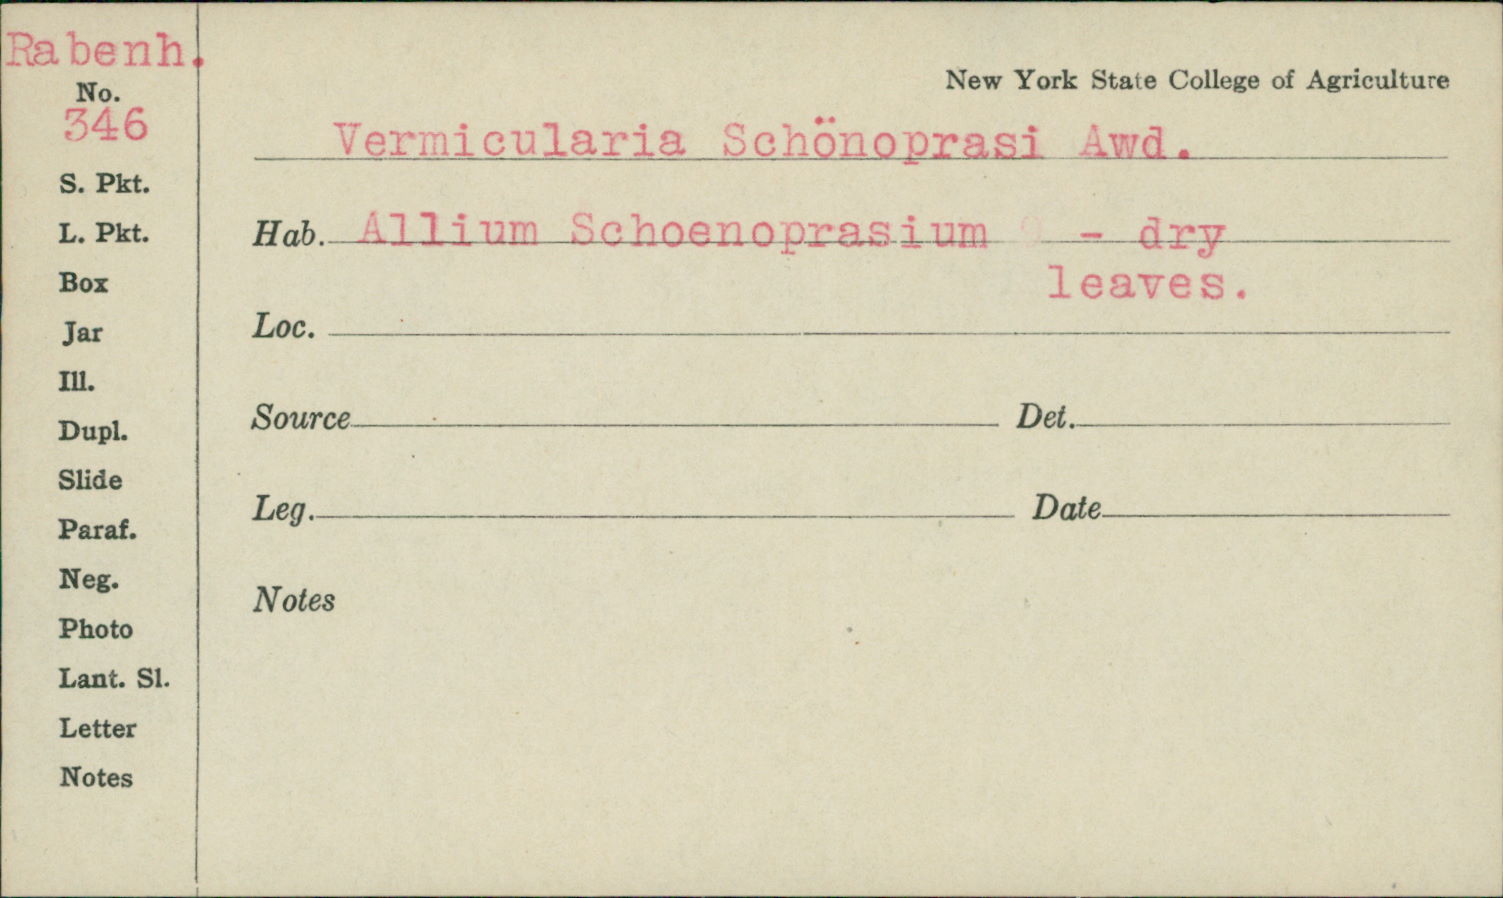 Rabenh.
No.
346
S. Pkt.
L. Pkt.
Box
Jar
Ill.
Dupl.
Slide
Paraf.
Neg.
Photo
Lant. Sl.
Letter
Notes
New York State College of Agriculture
Vermicularia Schönoprasi Awd.
Hab. Allium Schoenoprasium - dry
leaves.
Loc.
Source Det.
Leg. Date
Notes